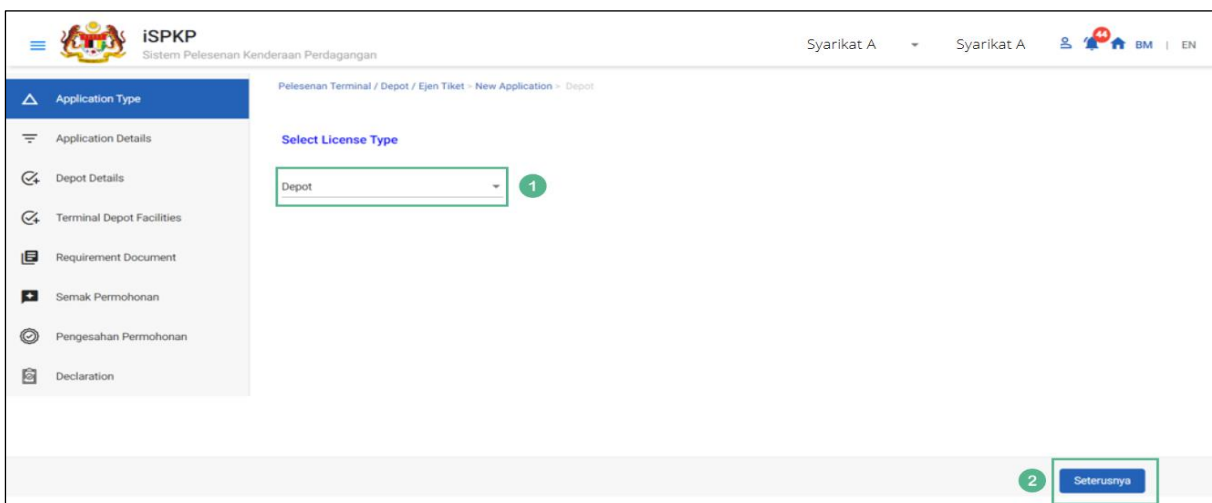 iSPKP
Sistem Pelesenan Kenderaan Perdagangan
Syarikat A
Syarikat A
44
BM | EN
Application Type
Application Details
Depot Details
Terminal Depot Facilities
Requirement Document
Semak Permohonan
Pengesahan Permohonan
Declaration
Pelesenan Terminal / Depot / Ejen Tiket > New Application > Depot
Select License Type
Depot
1
2
Seterusnya